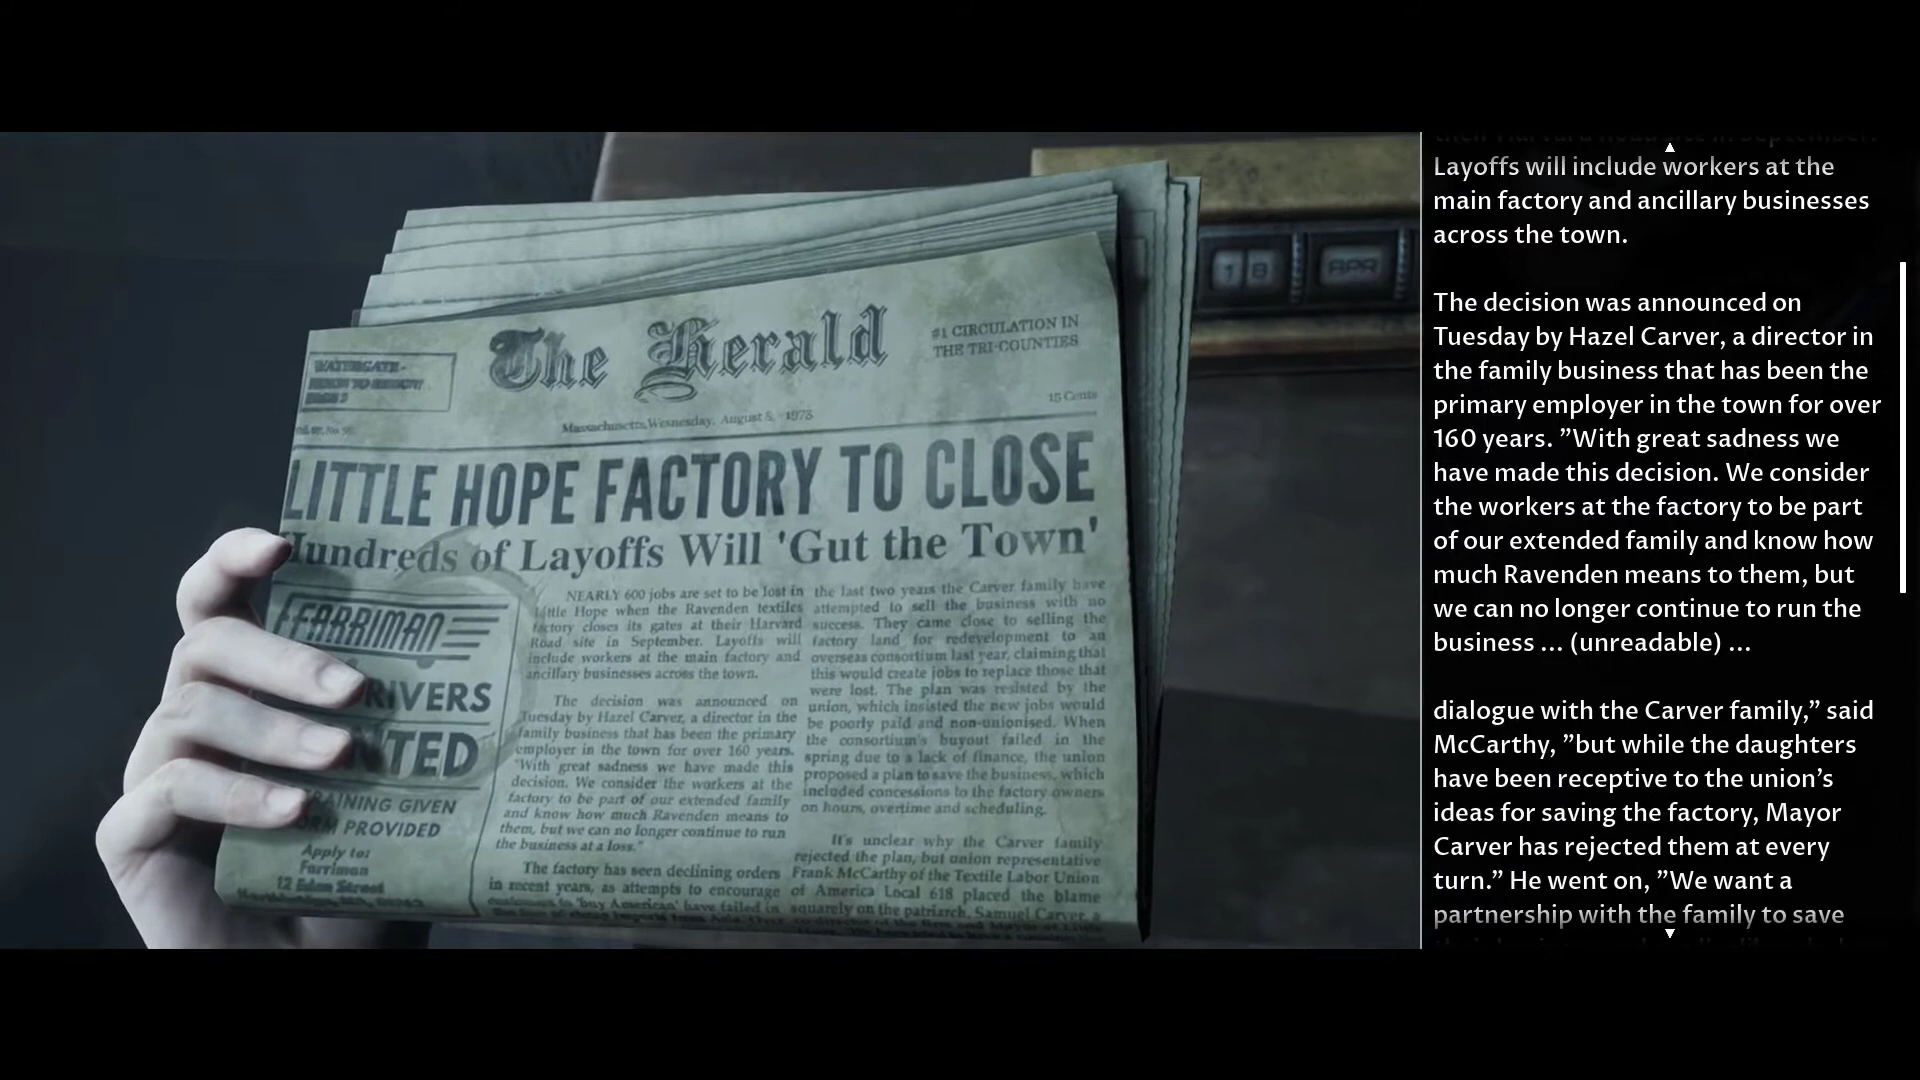 The Herald
#1 CIRCULATION IN
THE TRI-COUNTIES
WATERGATE -
15 Cents
Massachusetts, Wesnesday, August 8, 1973
LITTLE HOPE FACTORY TO CLOSE
Hundreds of Layoffs Will 'Gut the Town'
FARRIMAN
RIVERS
TED
RAINING GIVEN
RM PROVIDED
Apply to:
Farriman
12 Eden Street
NEARLY 600 jobs are set to be lost in
Little Hope when the Ravenden textiles
factory closes its gates at their Harvard
Road site in September. Layoffs will
include workers at the main factory and
ancillary businesses across the town.
The decision was announced on
Tuesday by Hazel Carver, a director in the
family business that has been the primary
employer in the town for over 160 years.
"With great sadness we have made this
decision. We consider the workers at the
factory to be part of our extended family
and know how much Ravenden means to
them, but we can no longer continue to run
the business at a loss."
The factory has seen declining orders
in recent years, as attempts to encourage
customers to 'buy American' have failed in
the last two years the Carver family have
attempted to sell the business with no
success. They came close to selling the
factory land for redevelopment to an
overseas consortium last year, claiming that
this would create jobs to replace those that
were lost. The plan was resisted by the
union, which insisted the new jobs would
be poorly paid and non-unionised. When
the consortium's buyout failed in the
spring due to a lack of finance, the union
proposed a plan to save the business, which
included concessions to the factory owners
on hours, overtime and scheduling.
It's unclear why the Carver family
rejected the plan, but union representative
Frank McCarthy of the Textile Labor Union
of America Local 618 placed the blame
squarely on the patriarch, Samuel Carver, a
18 APR
Layoffs will include workers at the
main factory and ancillary businesses
across the town.
The decision was announced on
Tuesday by Hazel Carver, a director in
the family business that has been the
primary employer in the town for over
160 years. ”With great sadness we
have made this decision. We consider
the workers at the factory to be part
of our extended family and know how
much Ravenden means to them, but
we can no longer continue to run the
business ... (unreadable) ...
dialogue with the Carver family,” said
McCarthy, ”but while the daughters
have been receptive to the union’s
ideas for saving the factory, Mayor
Carver has rejected them at every
turn.” He went on, ”We want a
partnership with the family to save